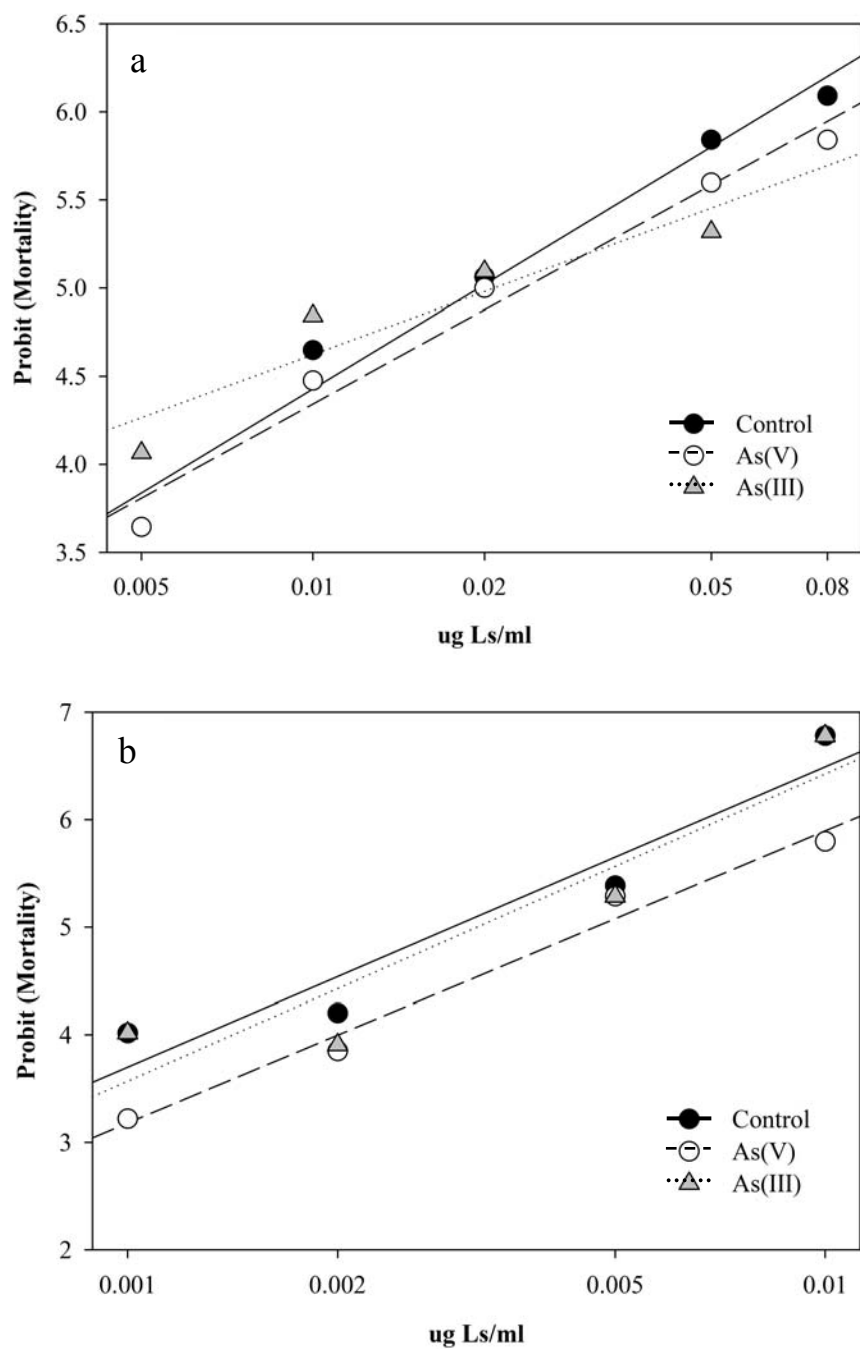 a
6.5
6.0
5.5
5.0
4.5
4.0
3.5
Probit (Mortality)
Control
As(V)
As(III)
0.005 0.01 0.02 0.05 0.08
ug Ls/ml
b
7
6
5
4
3
2
Probit (Mortality)
Control
As(V)
As(III)
0.001 0.002 0.005 0.01
ug Ls/ml